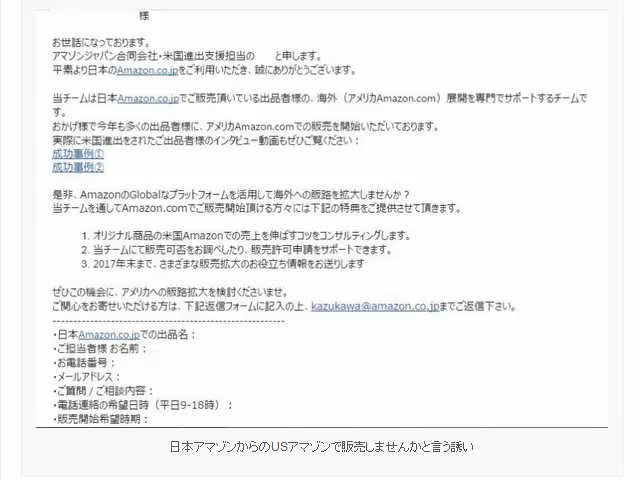 様
お世話になっております。
アマゾンジャパン合同会社・米国進出支援担当の　　と申します。
平素より日本のAmazon.co.jpをご利用いただき、誠にありがとうございます。
当チームは日本Amazon.co.jpでご販売頂いている出品者様の、海外（アメリカAmazon.com）展開を専門でサポートするチームで
す。
おかげ様で今年も多くの出品者様に、アメリカAmazon.comでの販売を開始いただいております。
実際に米国進出をされたご出品者様のインタビュー動画もぜひご覧ください：
成功事例①
成功事例②
是非、AmazonのGlobalなプラットフォームを活用して海外への販路を拡大しませんか？
当チームを通してAmazon.comでご販売開始頂ける方々には下記の特典をご提供させて頂きます。
1. オリジナル商品の米国Amazonでの売上を伸ばすコツをコンサルティングします。
2. 当チームにて販売可否をお調べしたり、販売許可申請をサポートできます。
3. 2017年末まで、さまざまな販売拡大のお役立ち情報をお送りします
ぜひこの機会に、アメリカへの販路拡大を検討くださいませ。
ご関心をお寄せいただける方は、下記返信フォームに記入の上、kazukawa@amazon.co.jpまでご返信下さい。
------------------------------------------------------
・日本Amazon.co.jpでの出品名：
・ご担当者様 お名前：
・お電話番号：
・メールアドレス：
・ご質問 / ご相談内容：
・電話連絡の希望日時（平日9-18時）：
・販売開始希望時期：
日本アマゾンからのUSアマゾンで販売しませんかと言う誘い